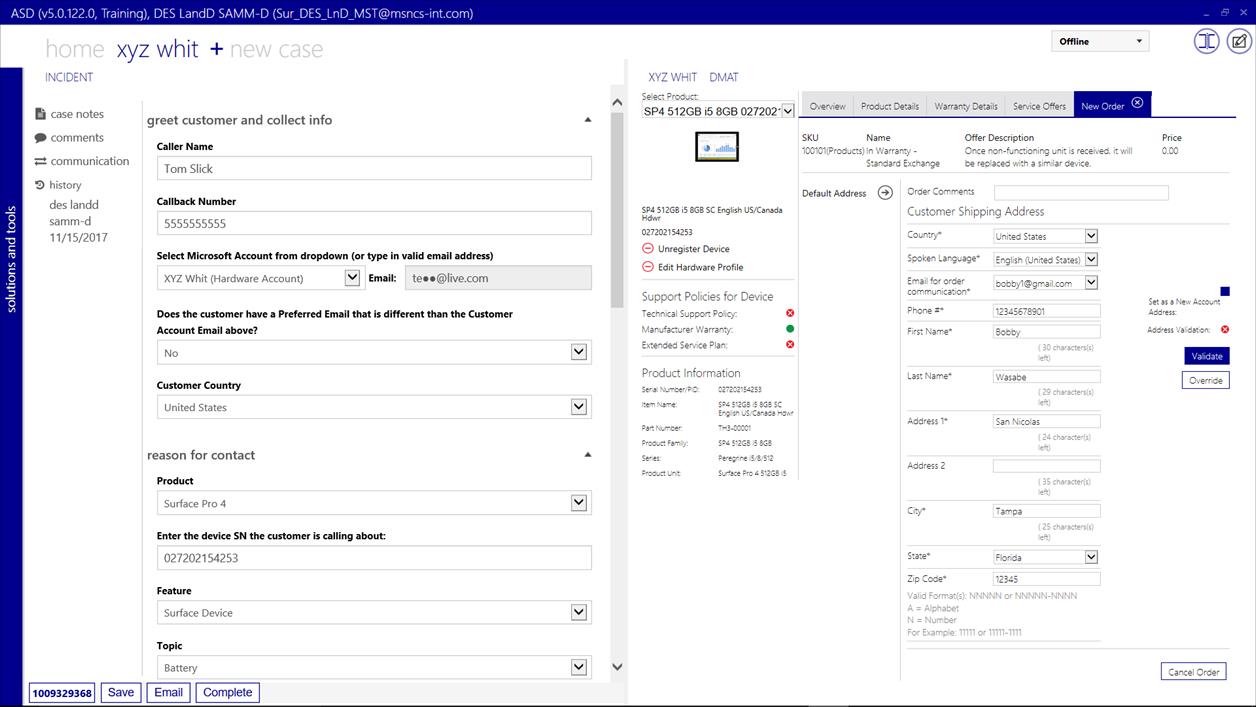 ASD (v5.0.122.0, Training), DES LandD SAMM-D (Sur_DES_LnD_MST@msncs-int.com)
home xyz whit + new case
Offline
solutions and tools
INCIDENT
case notes
comments
communication
history
des landd
samm-d
11/15/2017
greet customer and collect info
Caller Name
Tom Slick
Callback Number
5555555555
Select Microsoft Account from dropdown (or type in valid email address)
XYZ Whit (Hardware Account)
Email:
te●●@live.com
Does the customer have a Preferred Email that is different than the Customer
Account Email above?
No
Customer Country
United States
reason for contact
Product
Surface Pro 4
Enter the device SN the customer is calling about:
027202154253
Feature
Surface Device
Topic
Battery
1009329368
Save
Email
Complete
XYZ WHIT DMAT
Select Product:
SP4 512GB i5 8GB 027202
SP4 512GB i5 8GB SC English US/Canada
Hdwr
027202154253
Unregister Device
Edit Hardware Profile
Support Policies for Device
Technical Support Policy:
Manufacturer Warranty:
Extended Service Plan:
Product Information
Serial Number/PID: 027202154253
Item Name: SP4 512GB i5 8GB SC
English US/Canada Hdwr
Part Number: TH3-00001
Product Family: SP4 512GB i5 8GB
Series: Peregrine i5/8/512
Product Unit: Surface Pro 4 512GB i5
Overview
Product Details
Warranty Details
Service Offers
New Order
SKU Name Offer Description Price
100101(Products) In Warranty - Once non-functioning unit is received, it will 0.00
Standard Exchange be replaced with a similar device.
Default Address
Order Comments
Customer Shipping Address
Country* United States
Spoken Language* English (United States)
Email for order
communication* bobby1@gmail.com
Phone #* 12345678901
First Name* Bobby
( 30 characters(s)
left)
Last Name* Wasabe
( 29 characters(s)
left)
Address 1* San Nicolas
( 24 character(s)
left)
Address 2
( 35 character(s)
left)
City* Tampa
( 25 characters(s)
left)
State* Florida
Zip Code* 12345
Valid Format(s): NNNNN or NNNNN-NNNN
A = Alphabet
N = Number
For Example: 11111 or 11111-1111
Set as a New Account
Address:
Address Validation:
Validate
Override
Cancel Order